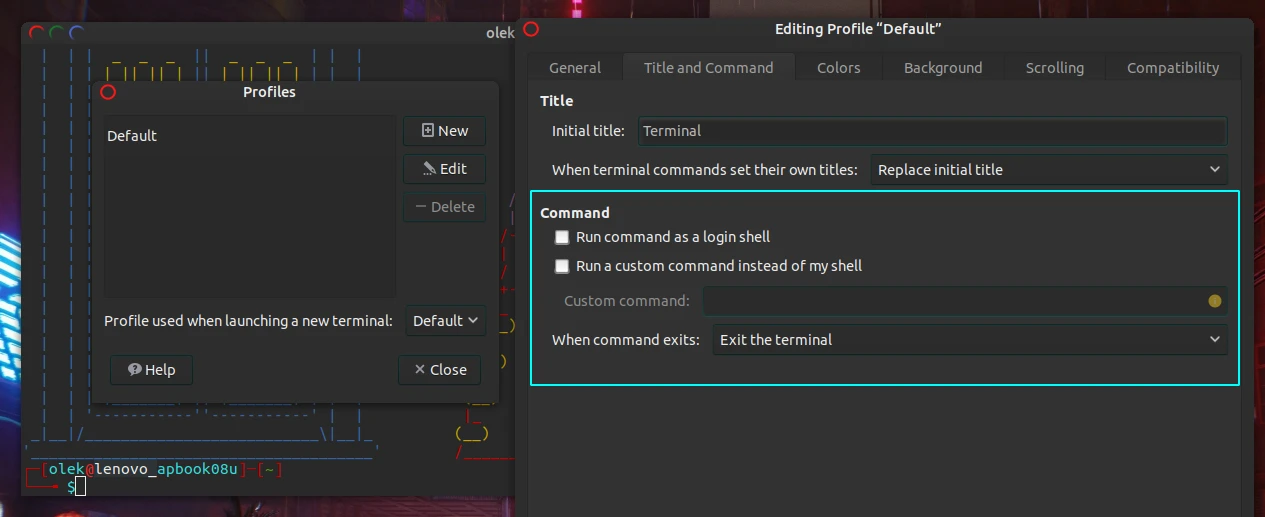 olek
Profiles
Default
New
Edit
Delete
Profile used when launching a new terminal:
Default
Help
Close
┌─[olek@lenovo_apbook08u]─[~]
└──╼ $
Editing Profile “Default”
General
Title and Command
Colors
Background
Scrolling
Compatibility
Title
Initial title:
Terminal
When terminal commands set their own titles:
Replace initial title
Command
Run command as a login shell
Run a custom command instead of my shell
Custom command:
When command exits:
Exit the terminal